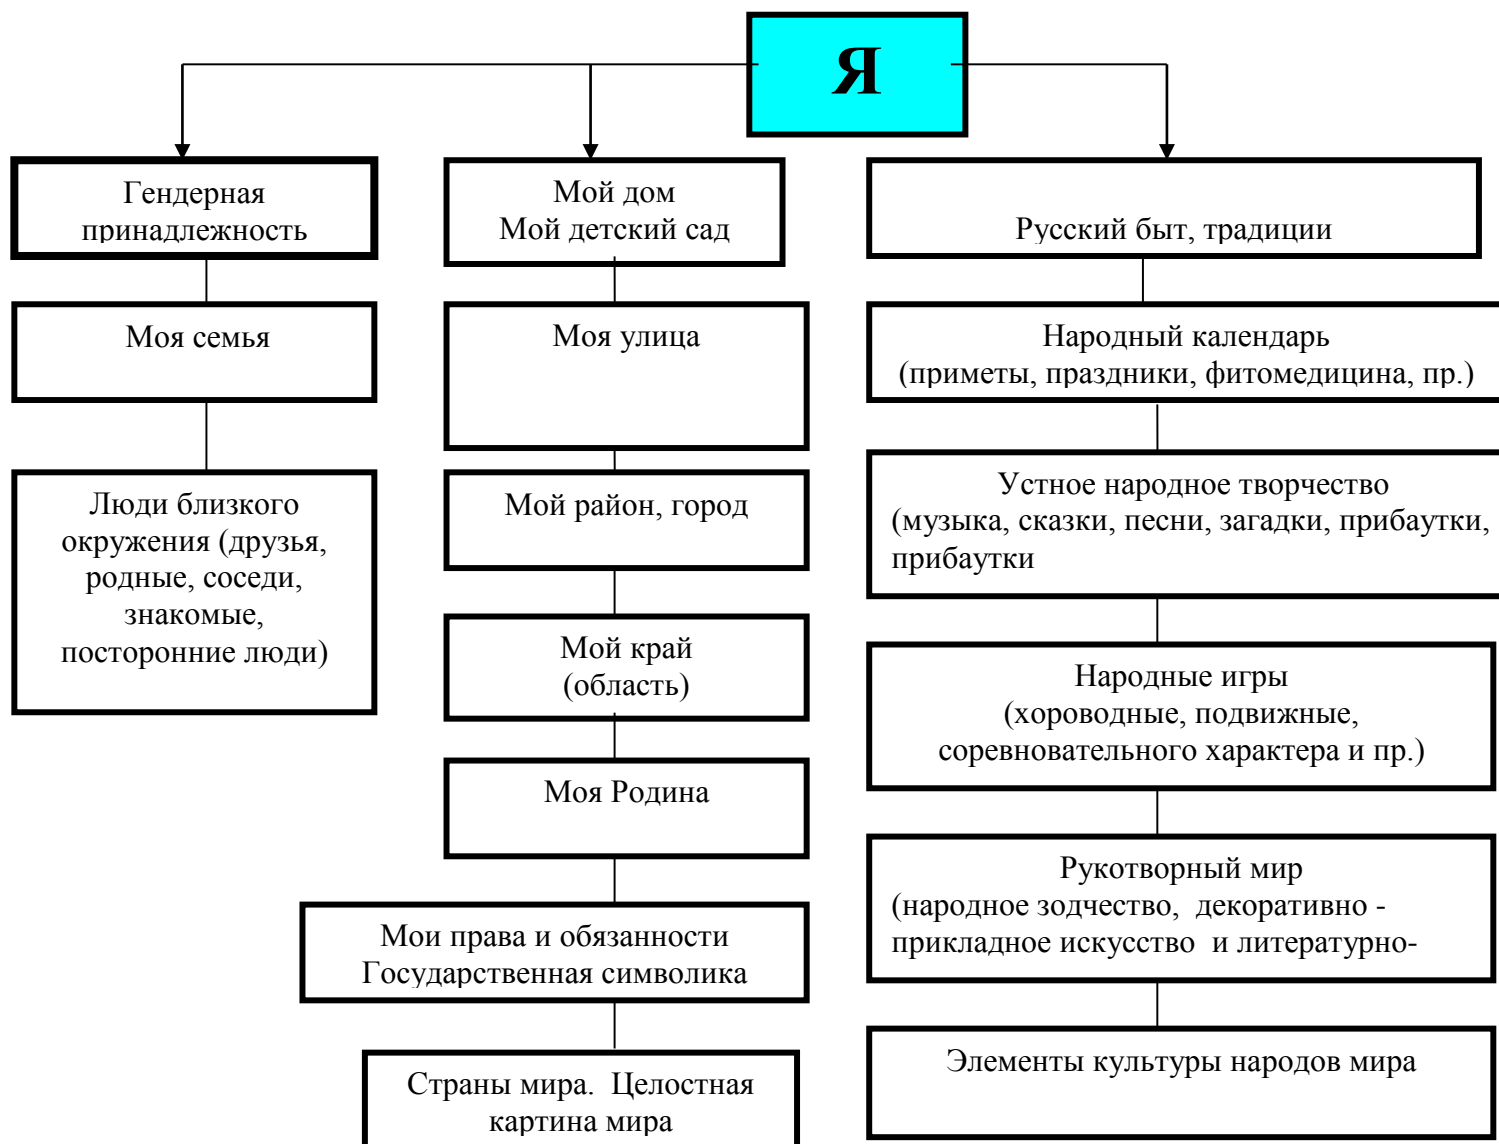 Я
Гендерная
принадлежность
Моя семья
Люди близкого
окружения (друзья,
родные, соседи,
знакомые,
посторонние люди)
Мой дом
Мой детский сад
Моя улица
Мой район, город
Мой край
(область)
Моя Родина
Мои права и обязанности
Государственная символика
Страны мира. Целостная
картина мира
Русский быт, традиции
Народный календарь
(приметы, праздники, фитомедицина, пр.)
Устное народное творчество
(музыка, сказки, песни, загадки, прибаутки,
прибаутки
Народные игры
(хороводные, подвижные,
соревновательного характера и пр.)
Рукотворный мир
(народное зодчество, декоративно -
прикладное искусство и литературно-
Элементы культуры народов мира